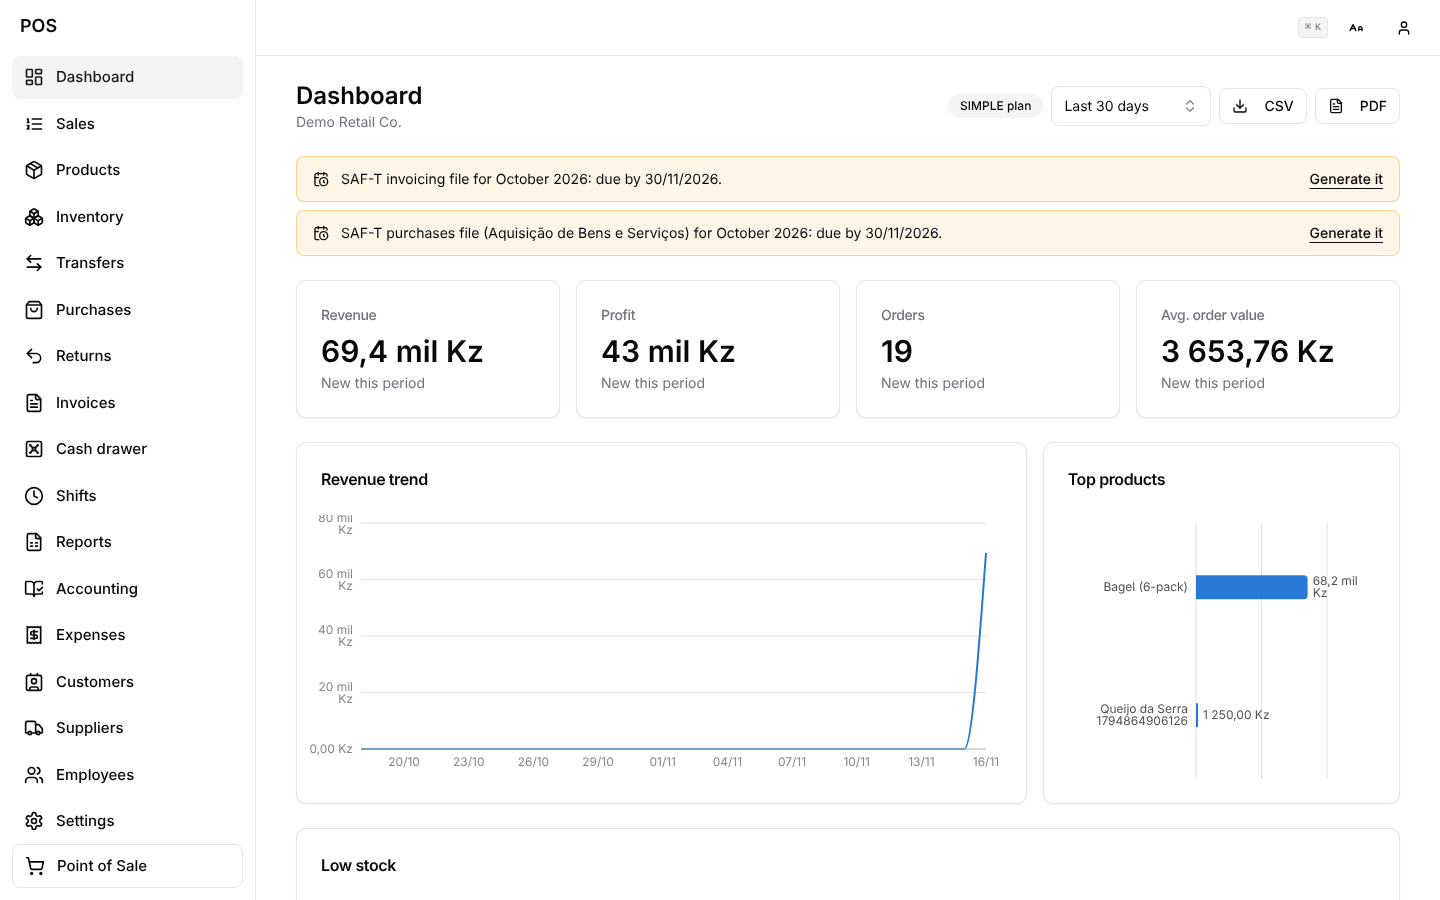 POS
⌘ K
Dashboard
Sales
Products
Inventory
Transfers
Purchases
Returns
Invoices
Cash drawer
Shifts
Reports
Accounting
Expenses
Customers
Suppliers
Employees
Settings
Point of Sale
Dashboard
Demo Retail Co.
SIMPLE plan
Last 30 days
CSV
PDF
SAF-T invoicing file for October 2026: due by 30/11/2026.
Generate it
SAF-T purchases file (Aquisição de Bens e Serviços) for October 2026: due by 30/11/2026.
Generate it
Revenue
69,4 mil Kz
New this period
Profit
43 mil Kz
New this period
Orders
19
New this period
Avg. order value
3 653,76 Kz
New this period
Revenue trend
80 mil
Kz
60 mil
Kz
40 mil
Kz
20 mil
Kz
0,00 Kz
20/10
23/10
26/10
29/10
01/11
04/11
07/11
10/11
13/11
16/11
Top products
Bagel (6-pack)
68,2 mil
Kz
Queijo da Serra
1794864906126
1 250,00 Kz
Low stock